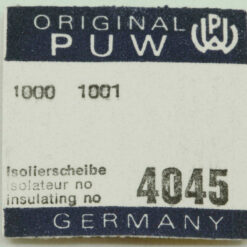 ORIGINAL
PUW
PUW
1000 1001
Isolierscheibe
isolateur no
insulating no
4045
GERMANY